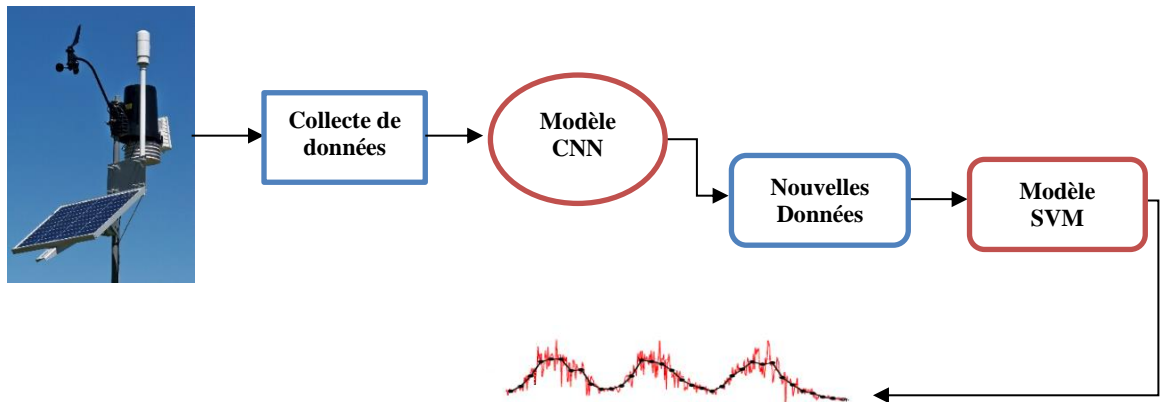 Collecte de
données
Modèle
CNN
Nouvelles
Données
Modèle
SVM